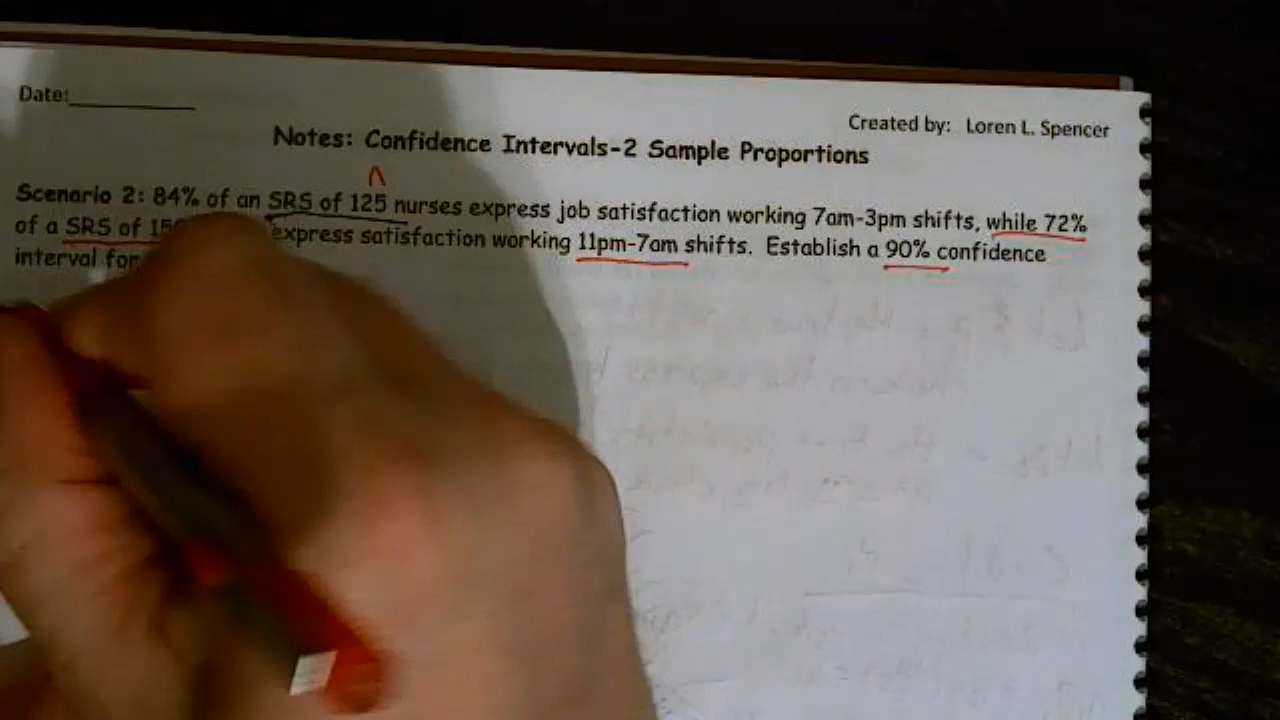 Date:__________
Created by: Loren L. Spencer
Notes: Confidence Intervals-2 Sample Proportions
Scenario 2: 84% of an SRS of 125 nurses express job satisfaction working 7am-3pm shifts, while 72%
of a SRS of express satisfaction working 11pm-7am shifts. Establish a 90% confidence
interval for